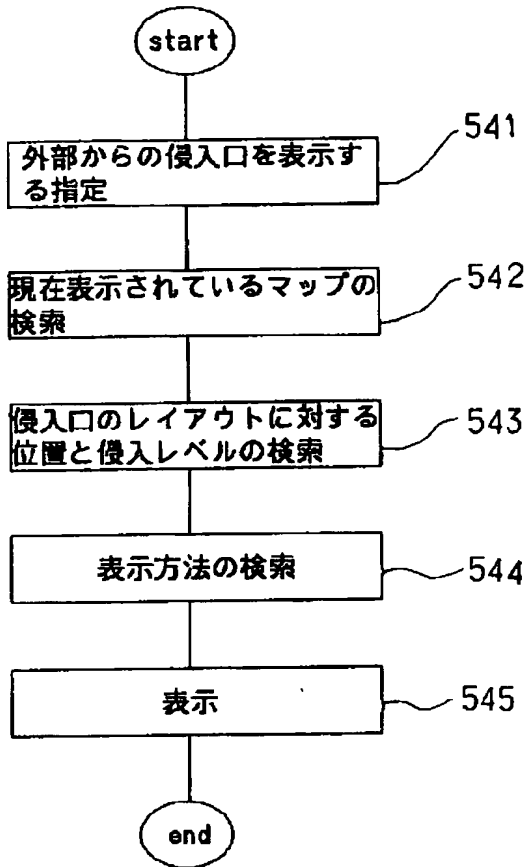 start
外部からの侵入口を表示す
る指定
541
現在表示されているマップの
検索
542
侵入口のレイアウトに対する
位置と侵入レベルの検索
543
表示方法の検索
544
表示
545
end